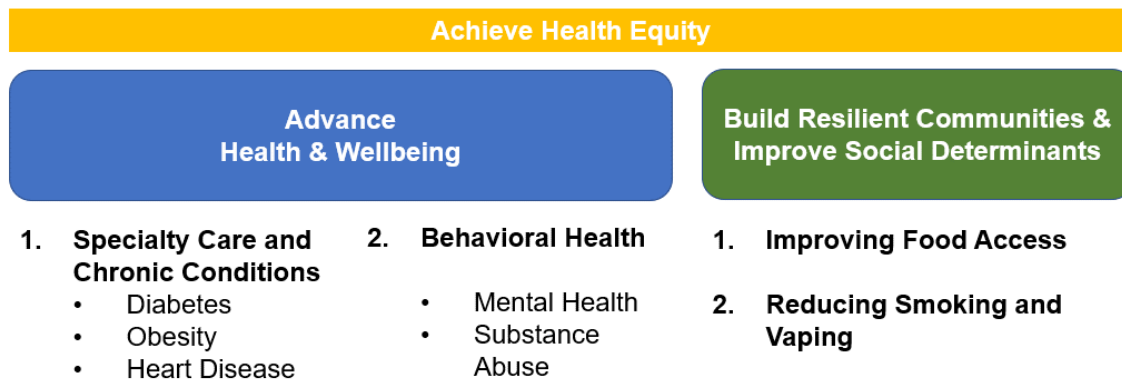 Achieve Health Equity
Advance
Health & Wellbeing
1. Specialty Care and
Chronic Conditions
• Diabetes
• Obesity
• Heart Disease
2. Behavioral Health
• Mental Health
• Substance
Abuse
Build Resilient Communities &
Improve Social Determinants
1. Improving Food Access
2. Reducing Smoking and
Vaping